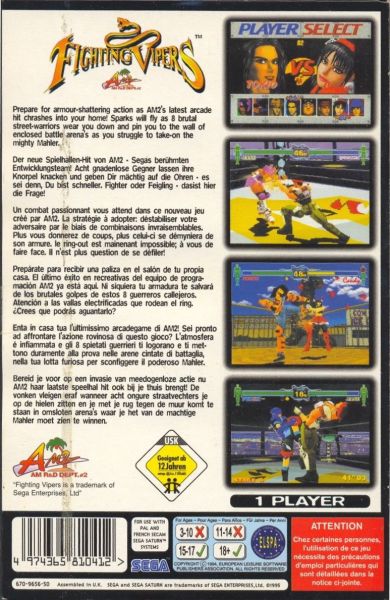 FIGHTING VIPERS ™
AM2
AM R&D DEPT.#2
Prepare for armour-shattering action as AM2's latest arcade
hit chrashes into your home! Sparks will fly as 8 brutal
street-warriors wear you down and pin you to the wall of
enclosed battle arena's as you struggle to take-on the
mighty Mahler.
Der neue Spielhallen-Hit von AM2 - Segas berühmten
Entwicklungsteam! Acht gnadenlose Gegner lassen ihre
Knorpel knacken und geben Dir mächtig auf die Ohren - es
sei denn, Du bist schneller. Fighter oder Feigling - dasist hier
die Frage!
Un combat passionnant vous attend dans ce nouveau jeu
créé par AM2. La stratégie à adopter: déstabiliser votre
adversaire par le biais de combinaisons invraisemblables.
Plus vous donnerez de coups, plus celui-ci se démyniera de
son armure. le ring-out est mainenant impossible; à vous de
faire face. Il n'est plus question de se défiler!
Prepárate para recibir una paliza en el salón de tu propia
casa. El último éxito en recreativas del equipo de progra-
mación AM2 ya está aquí. Ni siquiera tu armadura te salvará
de los brutales golpes de estos 8 guerreros callejeros.
Atención a las vallas electrificadas que rodean el ring.
¿Crees que podrás aguantarlo?
Enta in casa tua l'ultimissimo arcadegame di AM2! Sei pronto
ad affrontare l'azione rovinosa di questo gioco? L'atmosfera
è infiammata e gli 8 spietati guerrieri ti logorano e ti met-
tono duramente alla prova nelle arene cintate di battaglia,
nella tua lotta furiosa per sconfiggere il poderoso Mahler.
Bereid je voor op een invasie van meedogenloze actie nu
AM2 haar laatste speelhal hit ook bij je thuis brengt! De
vonken vleigen eraf wanneer acht ongure straatvechters je
op de hielen zitten en je met je rug tegen de muur komt te
staan in omsloten arena's waar je het van de machtige
Mahler moet zien te winnen.
PLAYER SELECT
VS
AM2
AM R&D DEPT.#2
"Fighting Vipers is a trademark of
Sega Enterprises, Ltd"
USK
Geeignet ab
12 Jahren
1 PLAYER
4 974365 810412 >
670-9656-50
FOR USE WITH
PAL AND
FRENCH SECAM
SEGA SATURN™
SYSTEMS
SEGA
For Ages - Pour Ages - Para Años - Für Jahre - Per Anni
3-10 11-14
15-17 18+
ELSPA
COPYRIGHT © 1994, EUROPEAN LEISURE SOFTWARE
PUBLISHERS ASSOCIATION, ALL RIGHTS RESERVED
Assembled in U.K. SEGA AND SEGA SATURN are trademarks of SEGA ENTERPRISES, LTD. ©1995
ATTENTION
Chez certaines personnes,
l'utilisation de ce jeu
nécessite des précautions
d'emploi particulières qui
sont détaillées dans la
notice ci-jointe.